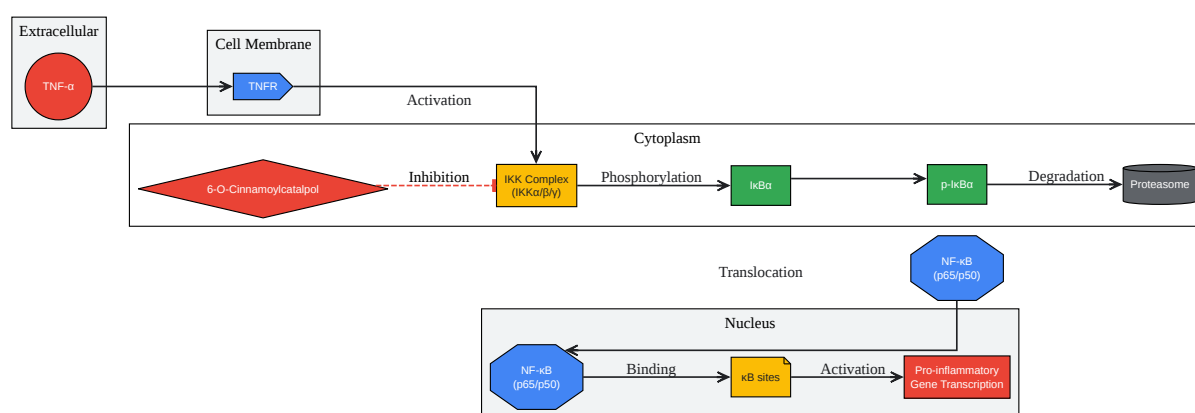 Extracellular
TNF-α
Cell Membrane
TNFR
Activation
Cytoplasm
6-O-Cinnamoylcatalpol
Inhibition
IKK Complex
(IKKα/β/γ)
Phosphorylation
IκBα
p-IκBα
Degradation
Proteasome
Translocation
NF-κB
(p65/p50)
Nucleus
NF-κB
(p65/p50)
Binding
κB sites
Activation
Pro-inflammatory
Gene Transcription